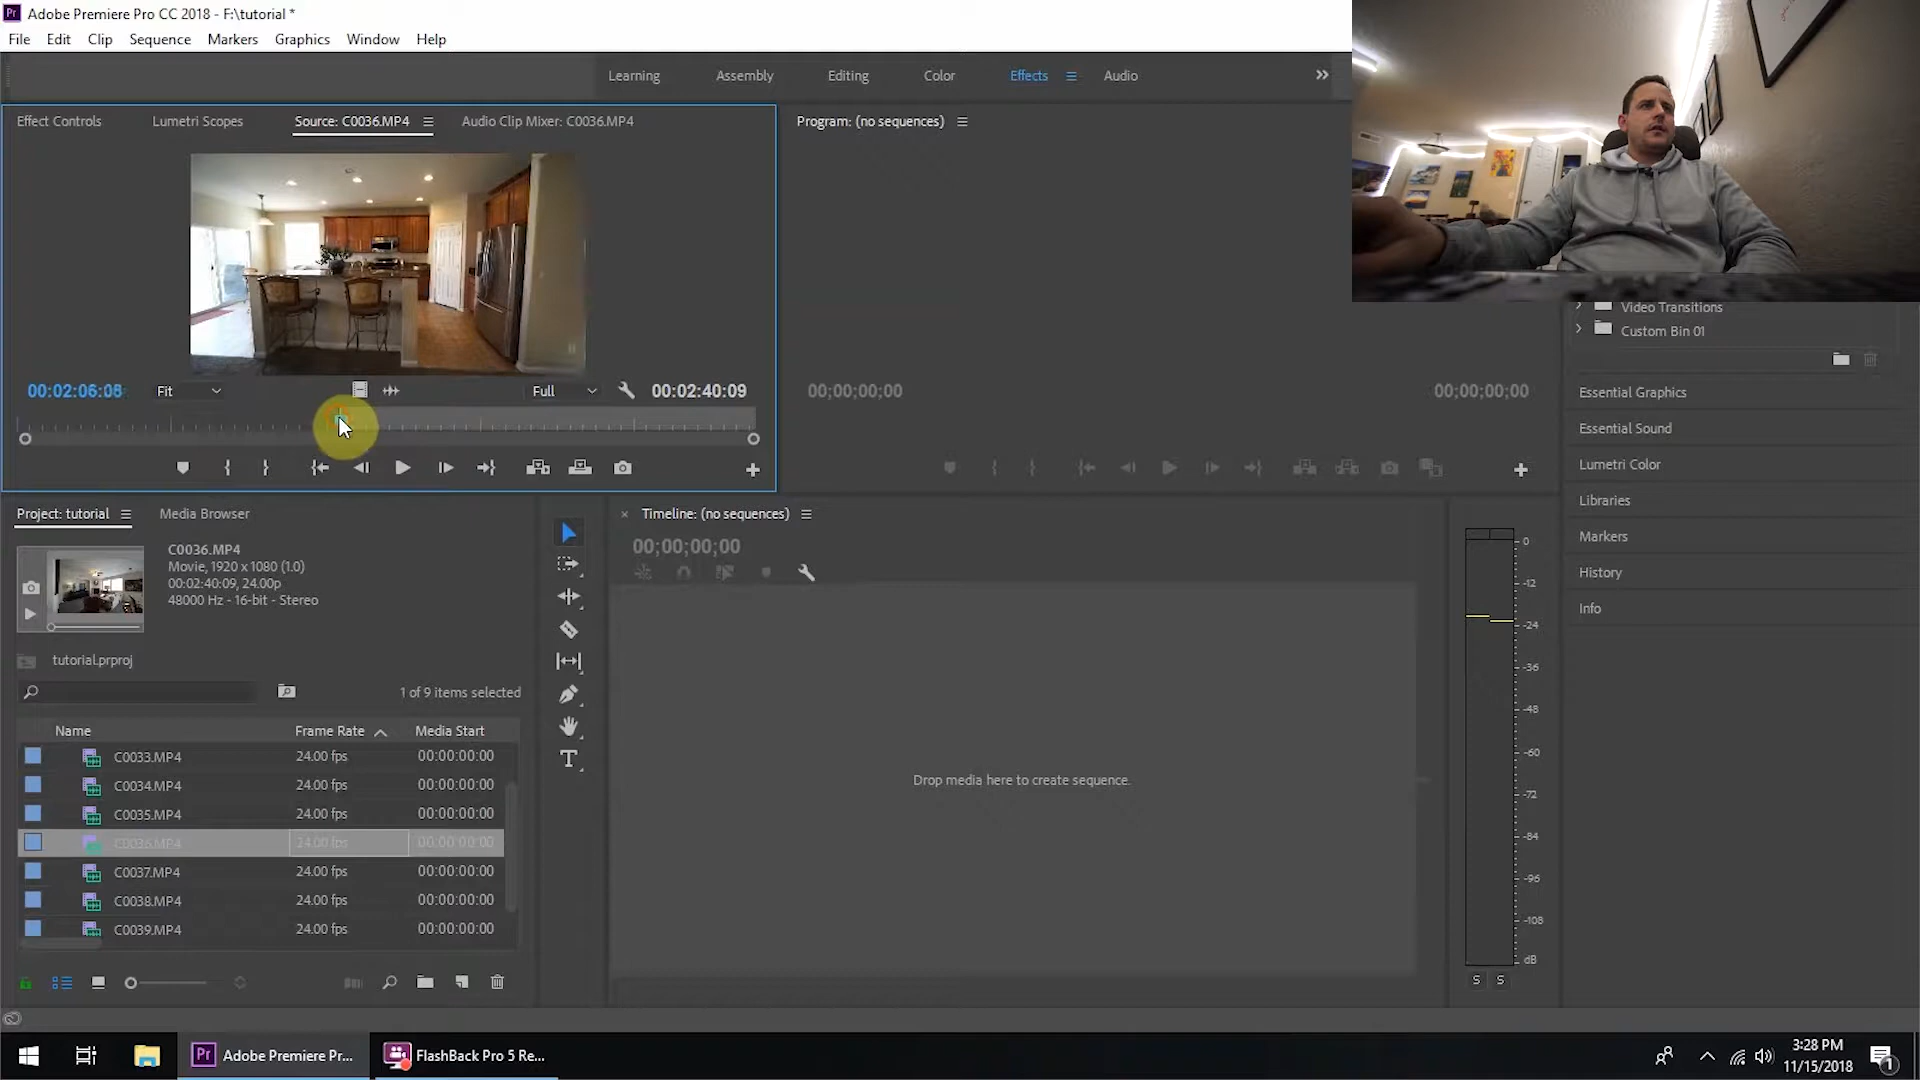 Adobe Premiere Pro CC 2018 - F:\tutorial *
File Edit Clip Sequence Markers Graphics Window Help
Learning Assembly Editing Color Effects Audio
Effect Controls Lumetri Scopes Source: C0036.MP4 Audio Clip Mixer: C0036.MP4
Program: (no sequences)
00:02:06:08 Fit Full 00:02:40:09
00;00;00;00 00;00;00;00
Video Transitions
Custom Bin 01
Essential Graphics
Essential Sound
Lumetri Color
Libraries
Markers
History
Info
Project: tutorial Media Browser
C0036.MP4
Movie, 1920 x 1080 (1.0)
00:02:40:09, 24.00p
48000 Hz - 16-bit - Stereo
tutorial.prproj
1 of 9 items selected
Name Frame Rate Media Start
C0033.MP4 24.00 fps 00:00:00:00
C0034.MP4 24.00 fps 00:00:00:00
C0035.MP4 24.00 fps 00:00:00:00
C0036.MP4 24.00 fps 00:00:00:00
C0037.MP4 24.00 fps 00:00:00:00
C0038.MP4 24.00 fps 00:00:00:00
C0039.MP4 24.00 fps 00:00:00:00
× Timeline: (no sequences)
00;00;00;00
Drop media here to create sequence.
0
-12
-24
-36
-48
-60
-72
-84
-96
-108
dB
S S
Adobe Premiere Pr...
FlashBack Pro 5 Re...
3:28 PM
11/15/2018
1